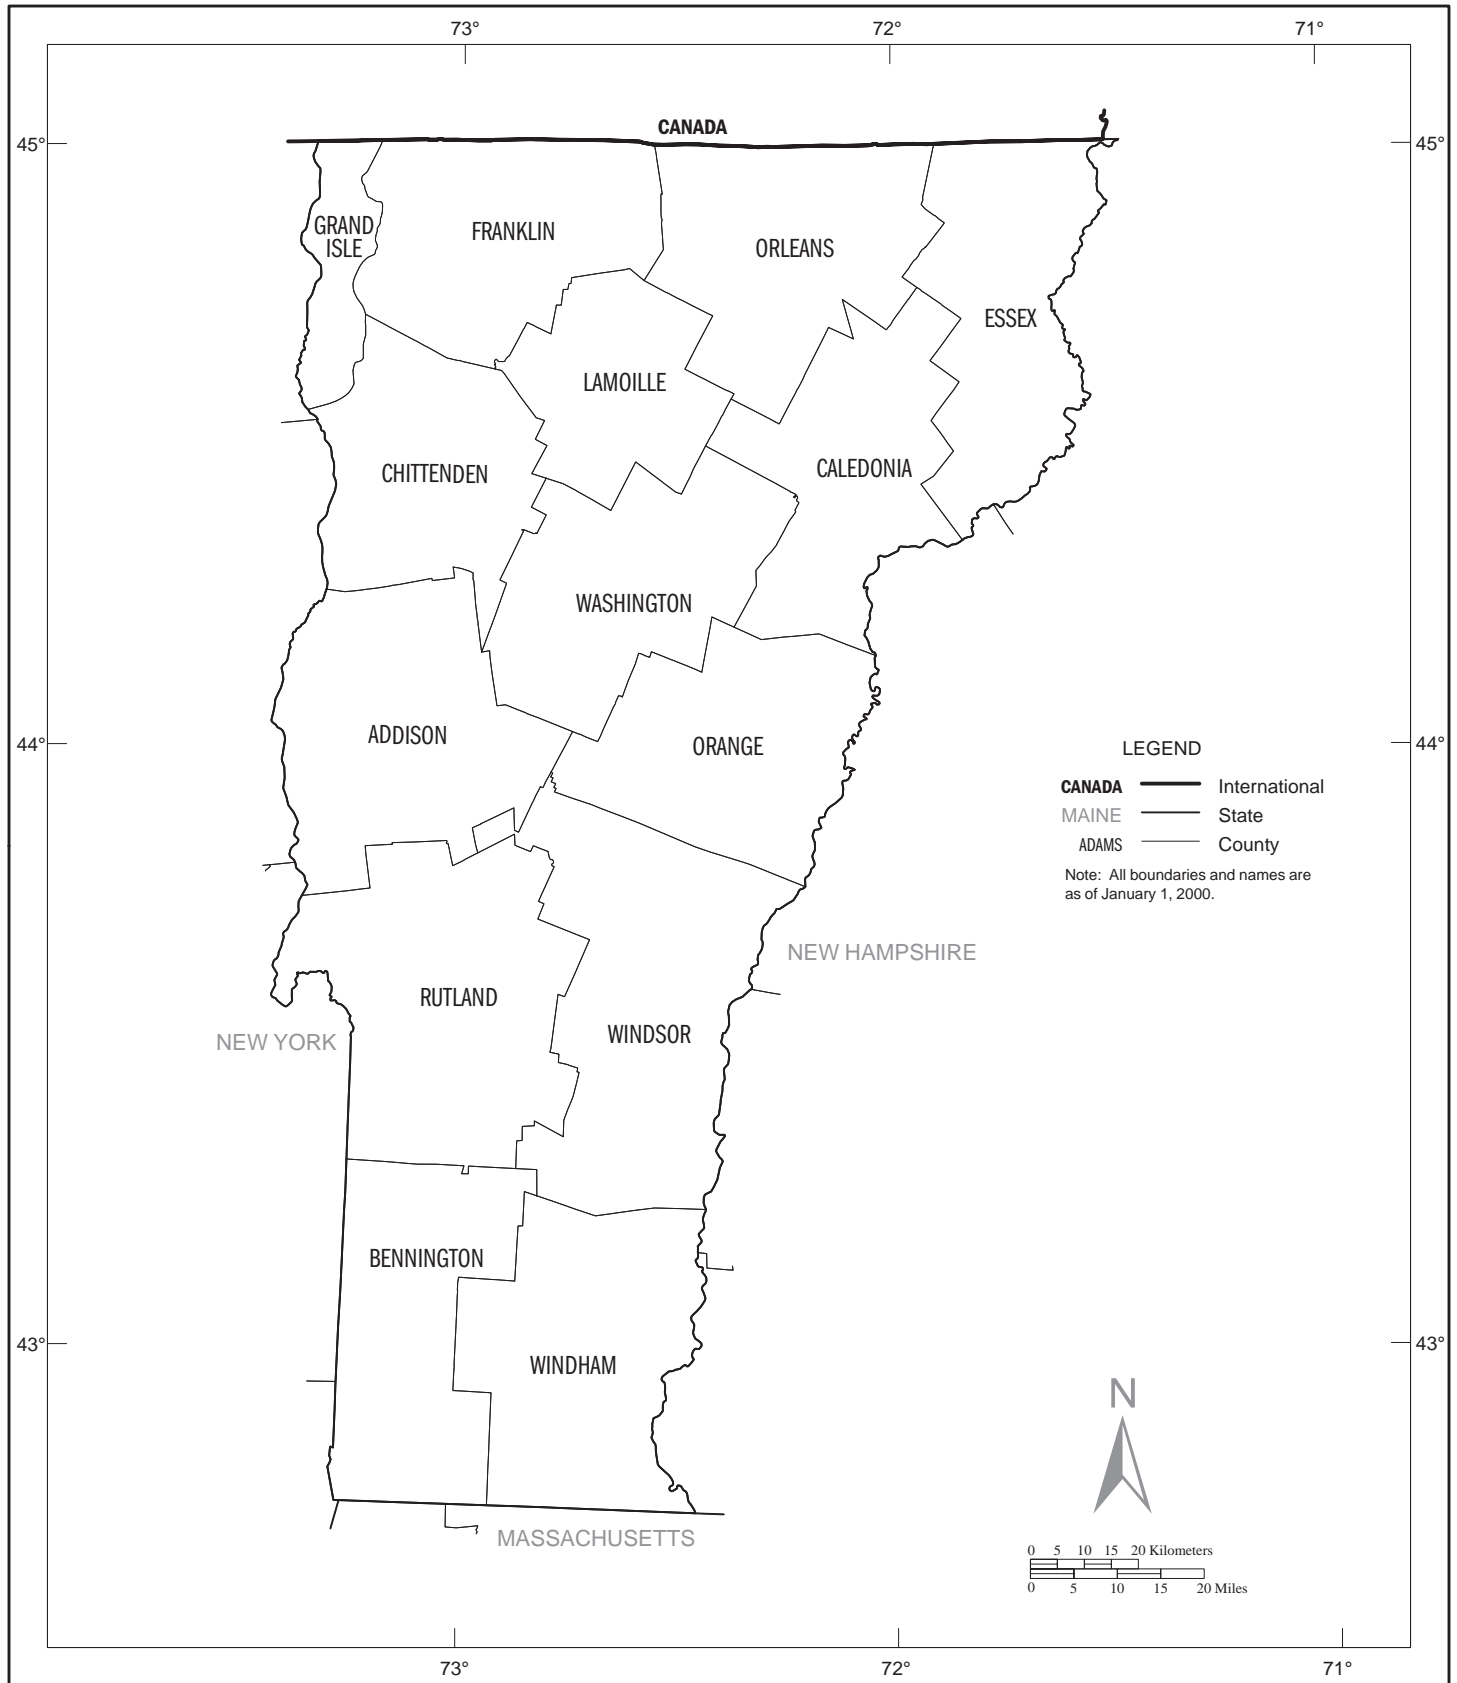 73°
72°
71°
CANADA
45°
45°
GRAND
ISLE
FRANKLIN
ORLEANS
ESSEX
LAMOILLE
CHITTENDEN
CALEDONIA
WASHINGTON
ADDISON
ORANGE
44°
44°
LEGEND
CANADA International
MAINE State
ADAMS County
Note: All boundaries and names are
as of January 1, 2000.
NEW HAMPSHIRE
RUTLAND
WINDSOR
NEW YORK
BENNINGTON
43°
43°
WINDHAM
N
MASSACHUSETTS
0 5 10 15 20 Kilometers
0 5 10 15 20 Miles
73°
72°
71°